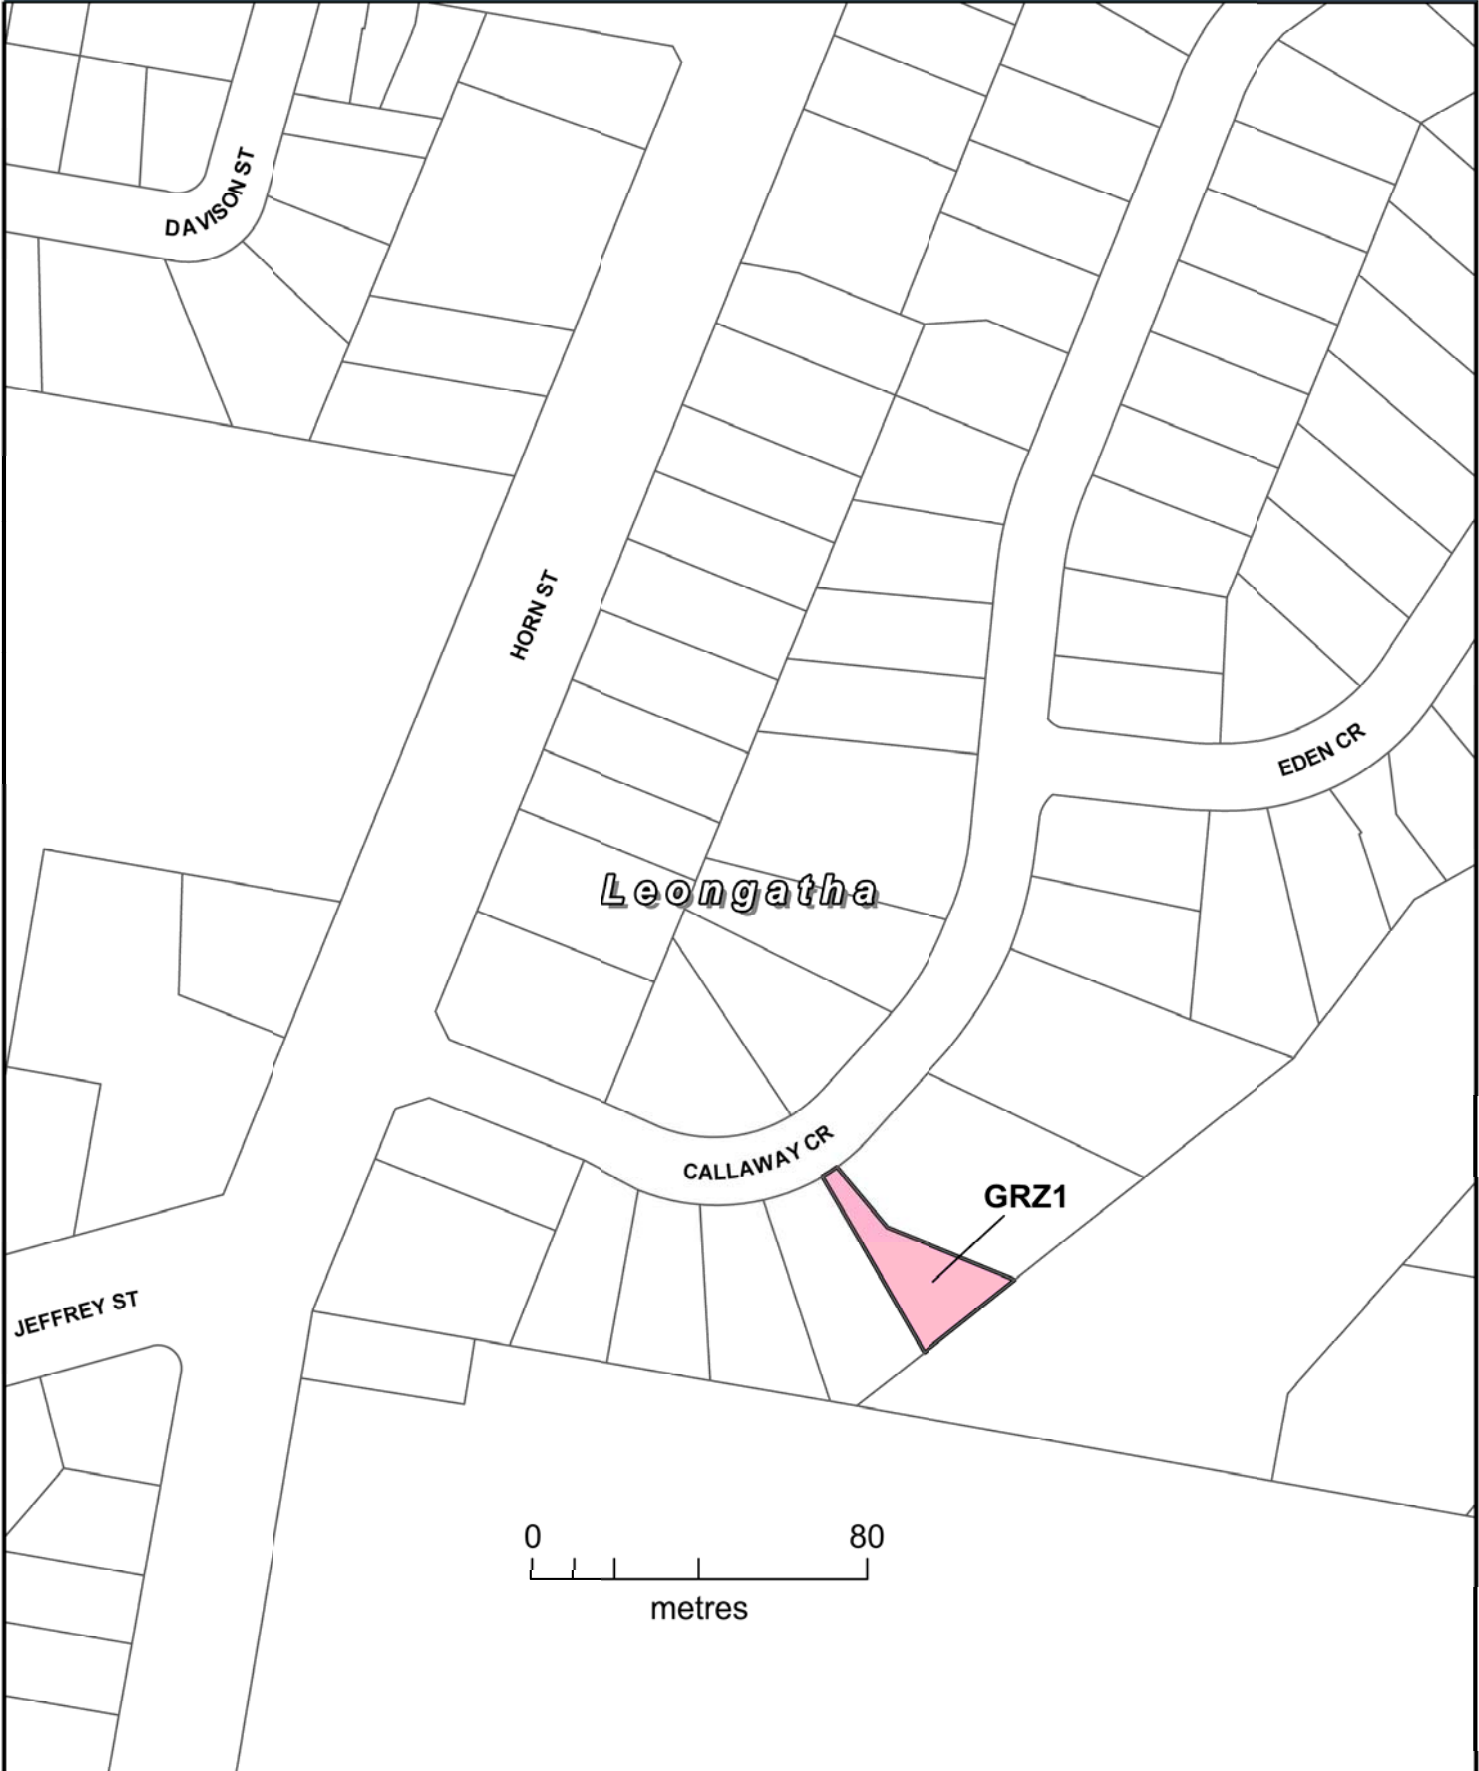 DAVISON ST
HORN ST
EDEN CR
Leongatha
CALLAWAY CR
GRZ1
JEFFREY ST
0 80
metres